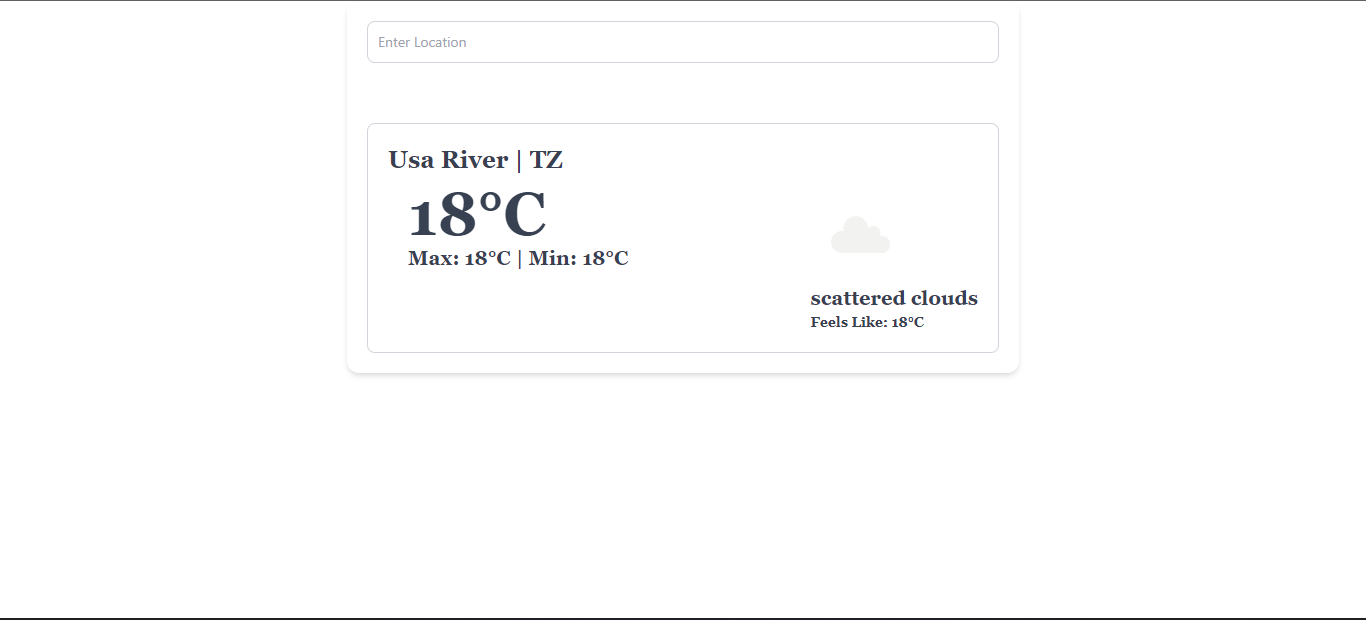 Enter Location
Usa River | TZ
18°C
Max: 18°C | Min: 18°C
scattered clouds
Feels Like: 18°C